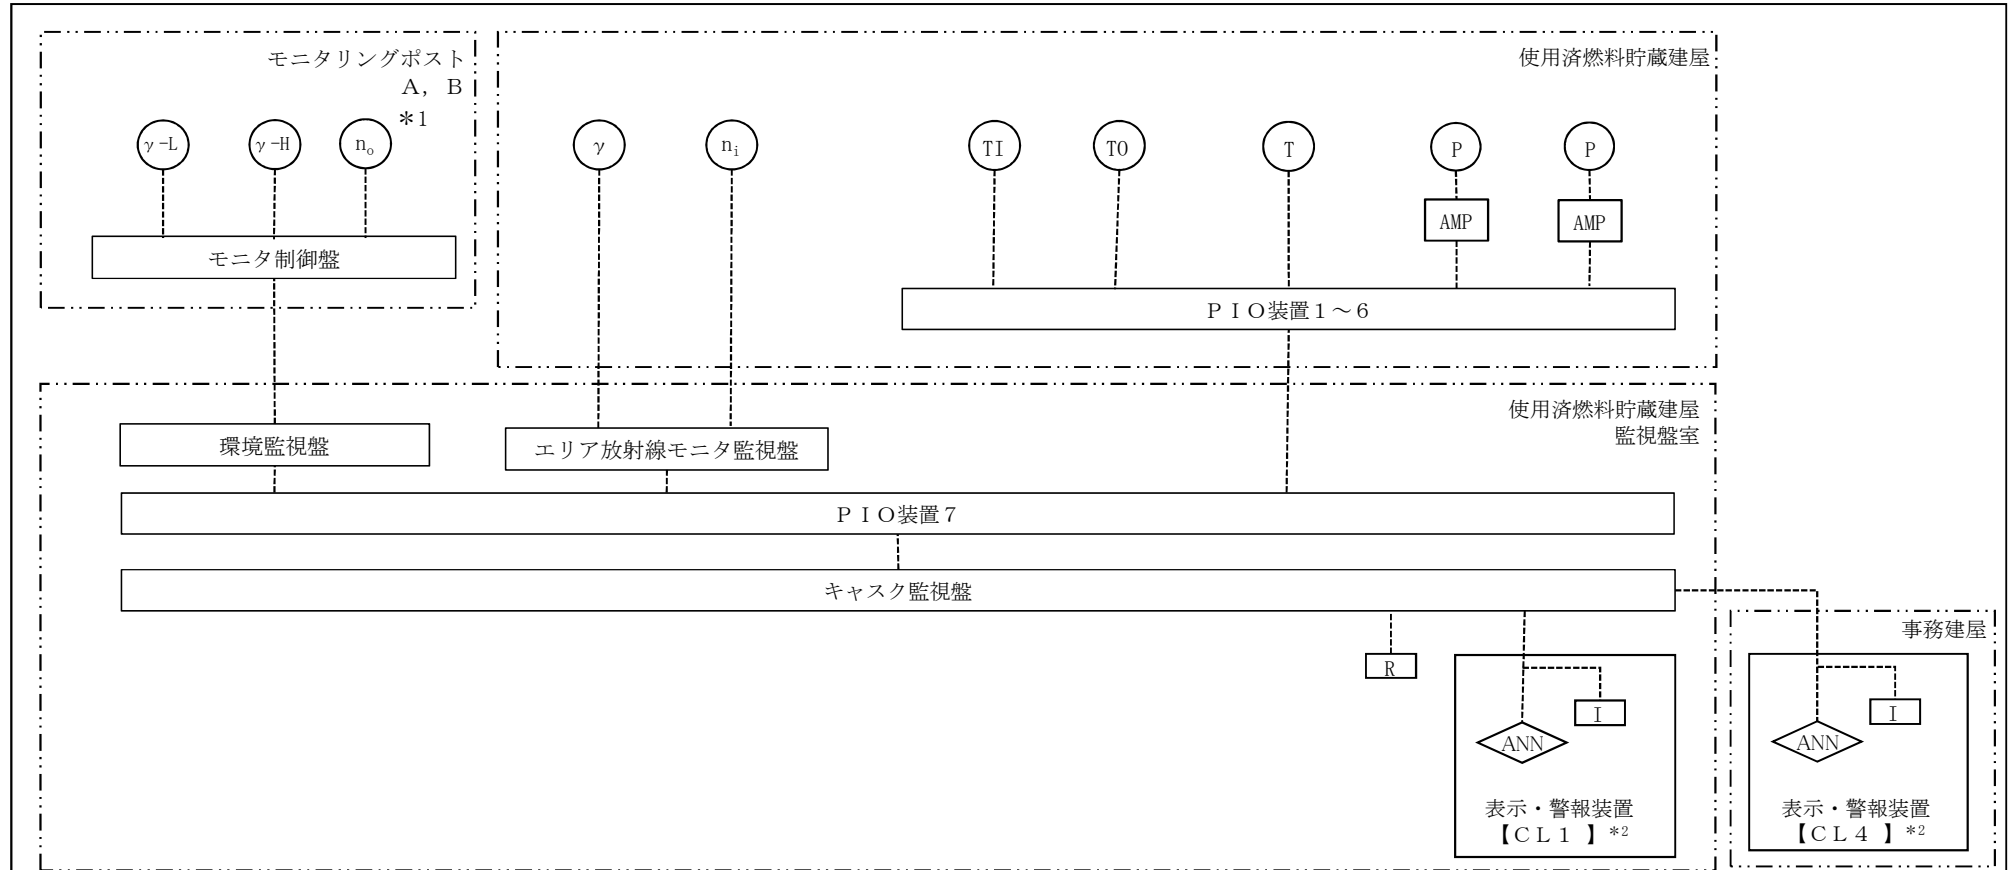 モニタリングポスト
A, B
*1
使用済燃料貯蔵建屋
γ-L
γ-H
no
γ
ni
TI
TO
T
P
P
AMP
AMP
モニタ制御盤
PIO装置1～6
使用済燃料貯蔵建屋
監視盤室
環境監視盤
エリア放射線モニタ監視盤
PIO装置7
キャスク監視盤
事務建屋
R
I
ANN
表示・警報装置
【CL1 】*2
I
ANN
表示・警報装置
【CL4 】*2